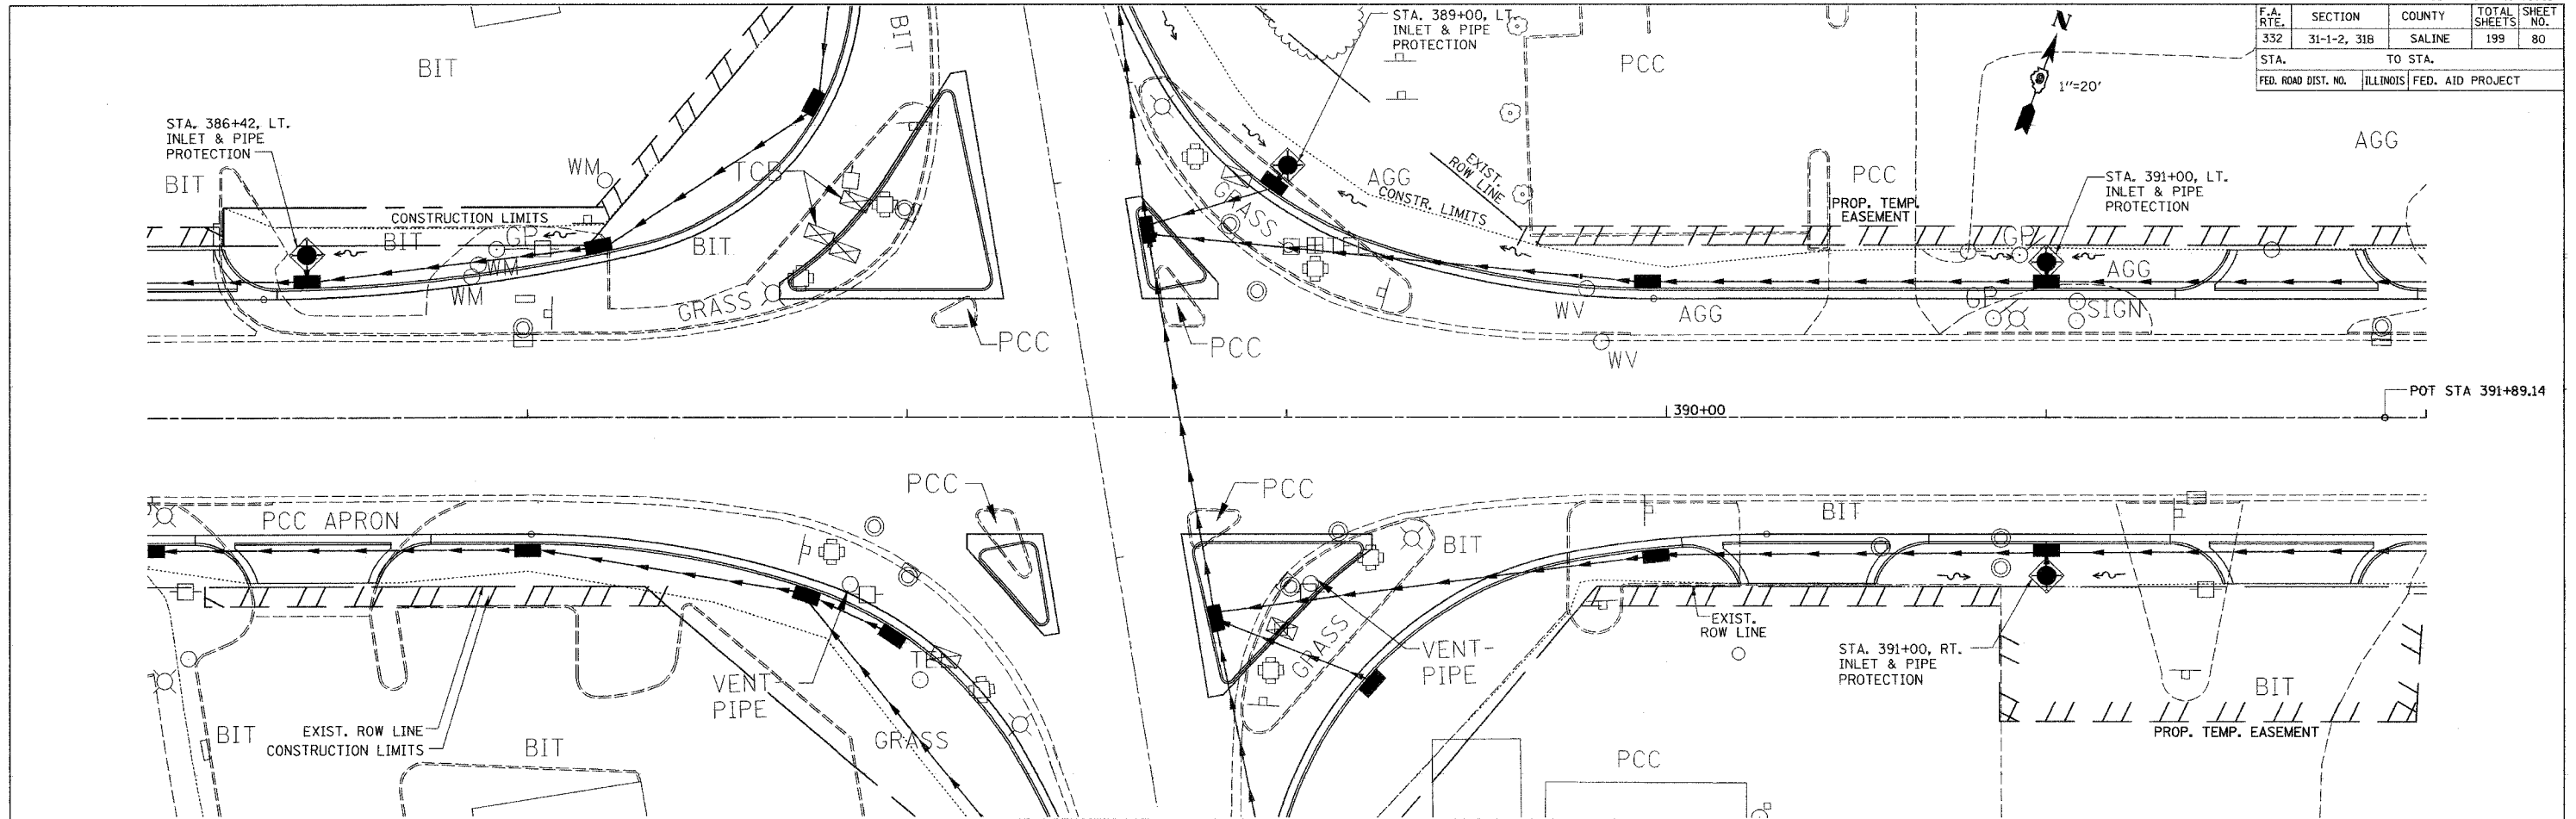 F.A. RTE. SECTION COUNTY TOTAL SHEETS SHEET NO.
332 31-1-2, 31B SALINE 199 80
STA. TO STA.
FED. ROAD DIST. NO. ILLINOIS FED. AID PROJECT
N
1"=20'
BIT
BIT
STA. 389+00, LT.
INLET & PIPE
PROTECTION
PCC
AGG
STA. 386+42, LT.
INLET & PIPE
PROTECTION
BIT
WM
TCB
CONSTRUCTION LIMITS
BIT
GP
WM
WM
BIT
GRASS
PCC
GRASS
AGG
EXIST.
ROW LINE
CONSTR. LIMITS
TEL
PCC
PROP. TEMP.
EASEMENT
STA. 391+00, LT.
INLET & PIPE
PROTECTION
GP
AGG
GP
SIGN
WV
AGG
WV
PCC
390+00
POT STA 391+89.14
PCC APRON
PCC
PCC
BIT
BIT
TEL
VENT-
PIPE
GRASS
GRASS
VENT-
PIPE
EXIST.
ROW LINE
STA. 391+00, RT.
INLET & PIPE
PROTECTION
BIT
PROP. TEMP. EASEMENT
EXIST. ROW LINE
CONSTRUCTION LIMITS
BIT
BIT
PCC